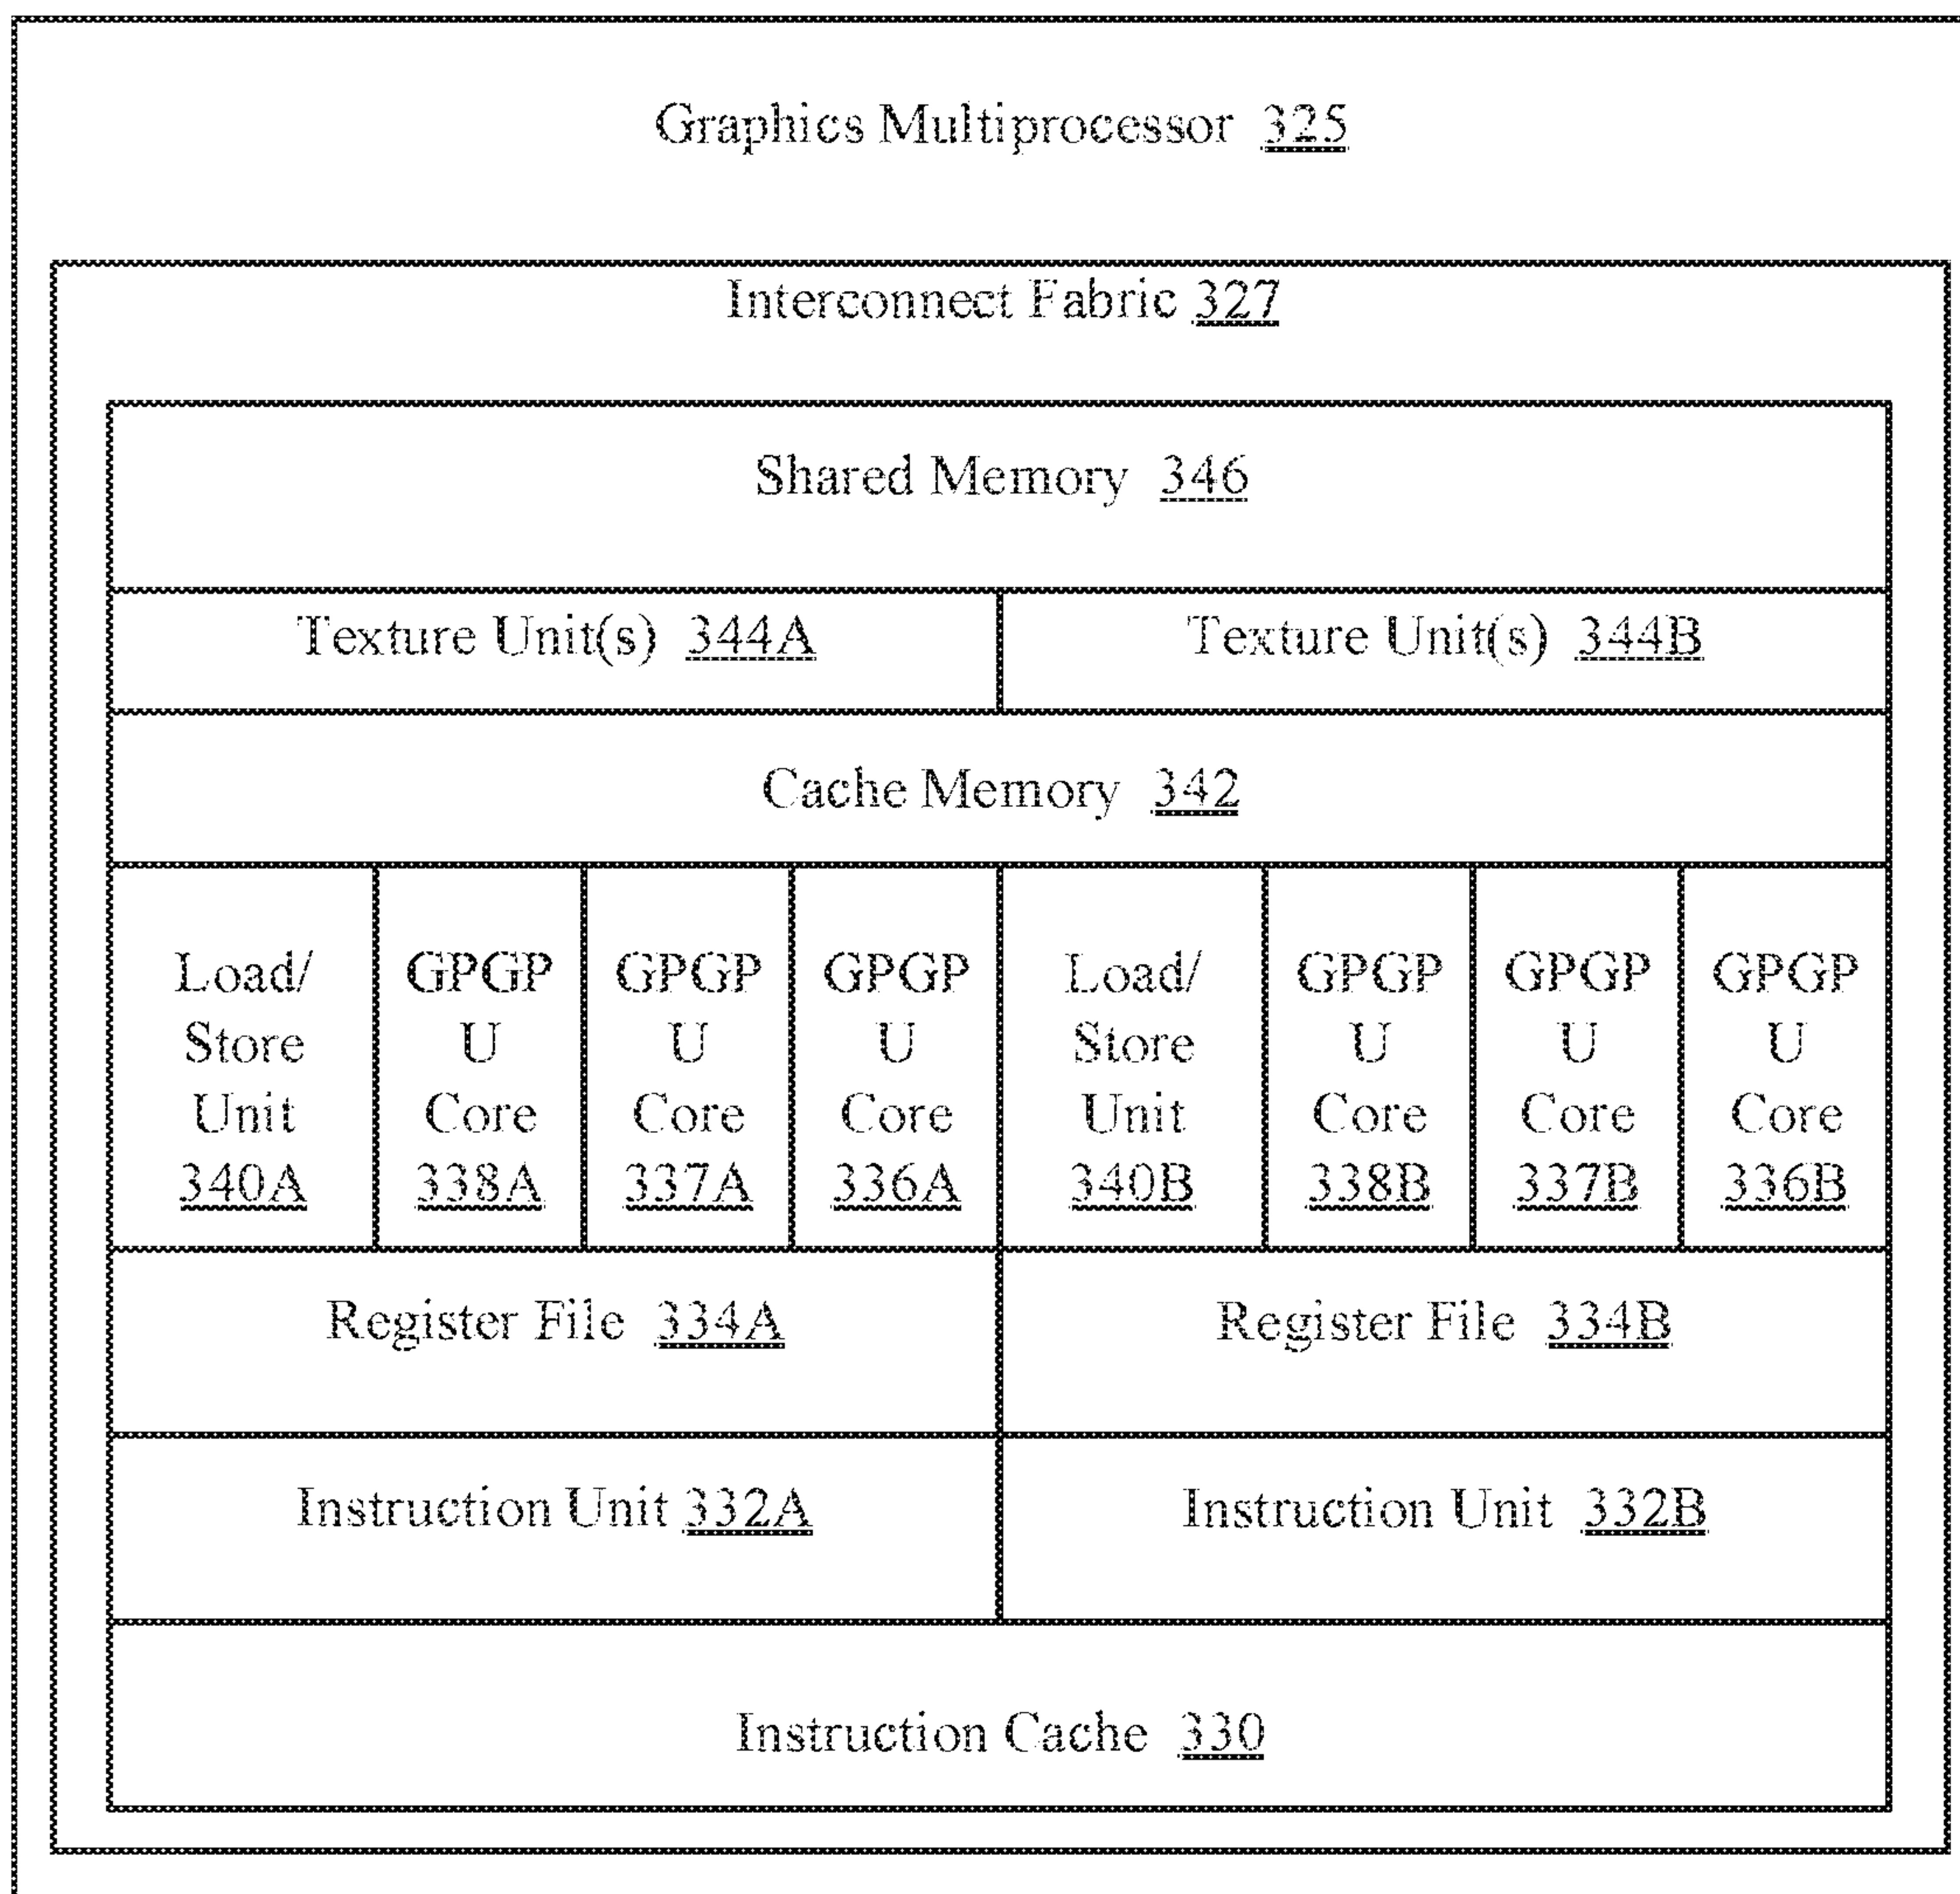 Graphics Multiprocessor 325
Interconnect Fabric 327
Shared Memory 346
Texture Unit(s) 344A
Texture Unit(s) 344B
Cache Memory 342
Load/
Store
Unit
340A
GPGP
U
Core
338A
GPGP
U
Core
337A
GPGP
U
Core
336A
Load/
Store
Unit
340B
GPGP
U
Core
338B
GPGP
U
Core
337B
GPGP
U
Core
336B
Register File 334A
Register File 334B
Instruction Unit 332A
Instruction Unit 332B
Instruction Cache 330